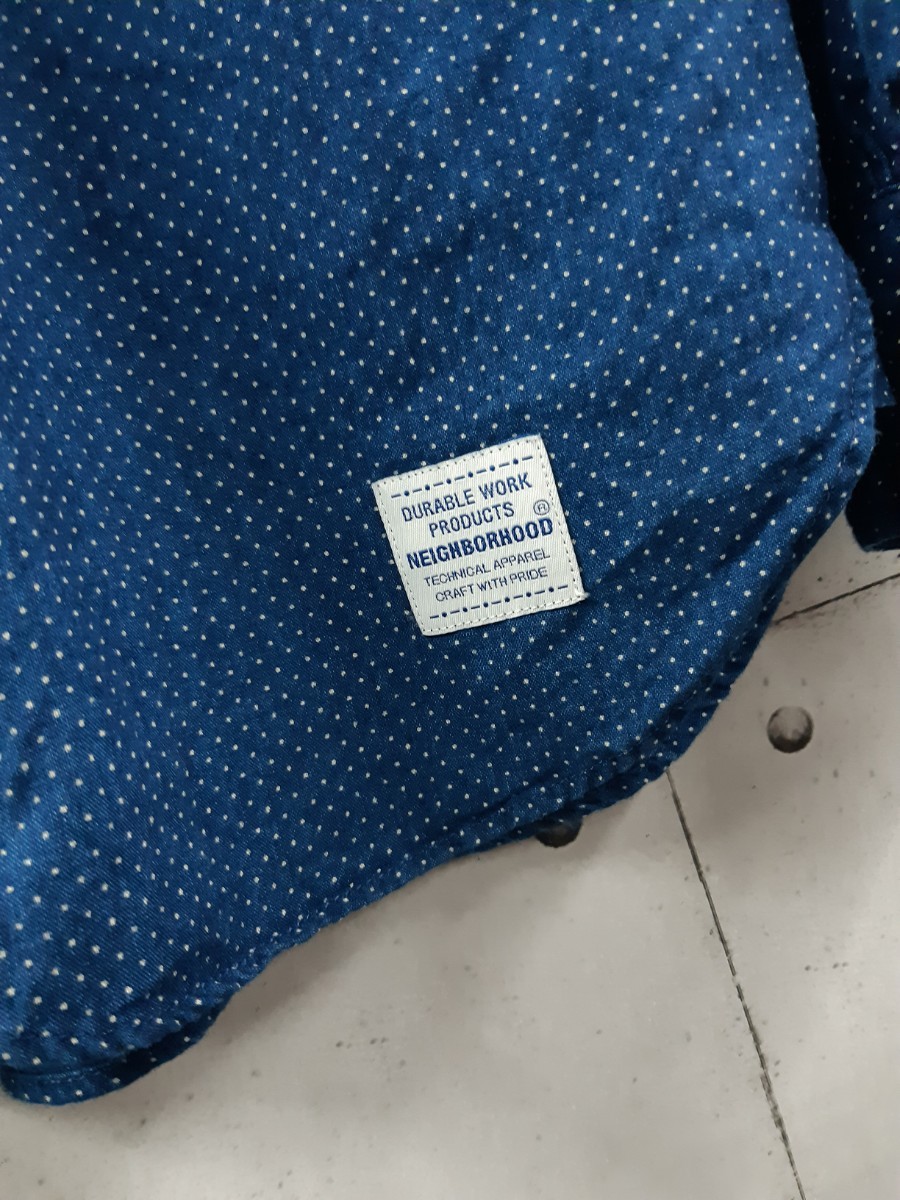 DURABLE WORK
PRODUCTS ®
NEIGHBORHOOD
TECHNICAL APPAREL
CRAFT WITH PRIDE